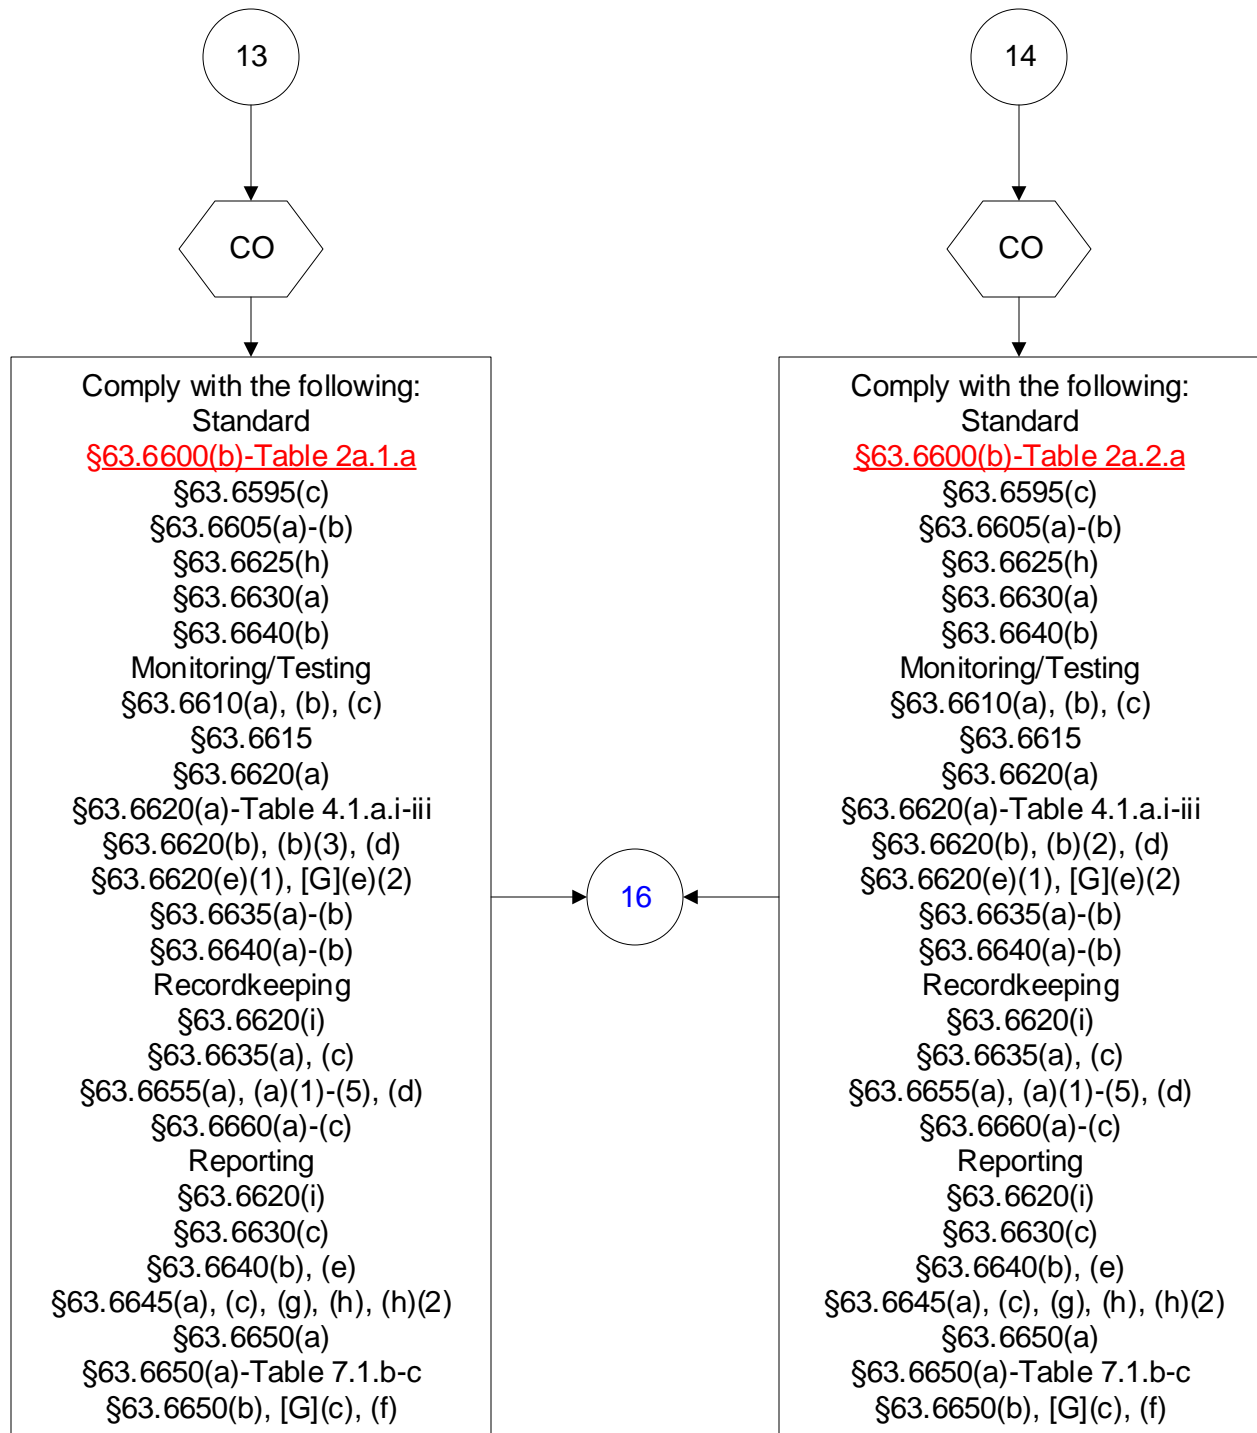 13
CO
Comply with the following:
Standard
§63.6600(b)-Table 2a.1.a
§63.6595(c)
§63.6605(a)-(b)
§63.6625(h)
§63.6630(a)
§63.6640(b)
Monitoring/Testing
§63.6610(a), (b), (c)
§63.6615
§63.6620(a)
§63.6620(a)-Table 4.1.a.i-iii
§63.6620(b), (b)(3), (d)
§63.6620(e)(1), [G](e)(2)
§63.6635(a)-(b)
§63.6640(a)-(b)
Recordkeeping
§63.6620(i)
§63.6635(a), (c)
§63.6655(a), (a)(1)-(5), (d)
§63.6660(a)-(c)
Reporting
§63.6620(i)
§63.6630(c)
§63.6640(b), (e)
§63.6645(a), (c), (g), (h), (h)(2)
§63.6650(a)
§63.6650(a)-Table 7.1.b-c
§63.6650(b), [G](c), (f)
16
14
CO
Comply with the following:
Standard
§63.6600(b)-Table 2a.2.a
§63.6595(c)
§63.6605(a)-(b)
§63.6625(h)
§63.6630(a)
§63.6640(b)
Monitoring/Testing
§63.6610(a), (b), (c)
§63.6615
§63.6620(a)
§63.6620(a)-Table 4.1.a.i-iii
§63.6620(b), (b)(2), (d)
§63.6620(e)(1), [G](e)(2)
§63.6635(a)-(b)
§63.6640(a)-(b)
Recordkeeping
§63.6620(i)
§63.6635(a), (c)
§63.6655(a), (a)(1)-(5), (d)
§63.6660(a)-(c)
Reporting
§63.6620(i)
§63.6630(c)
§63.6640(b), (e)
§63.6645(a), (c), (g), (h), (h)(2)
§63.6650(a)
§63.6650(a)-Table 7.1.b-c
§63.6650(b), [G](c), (f)